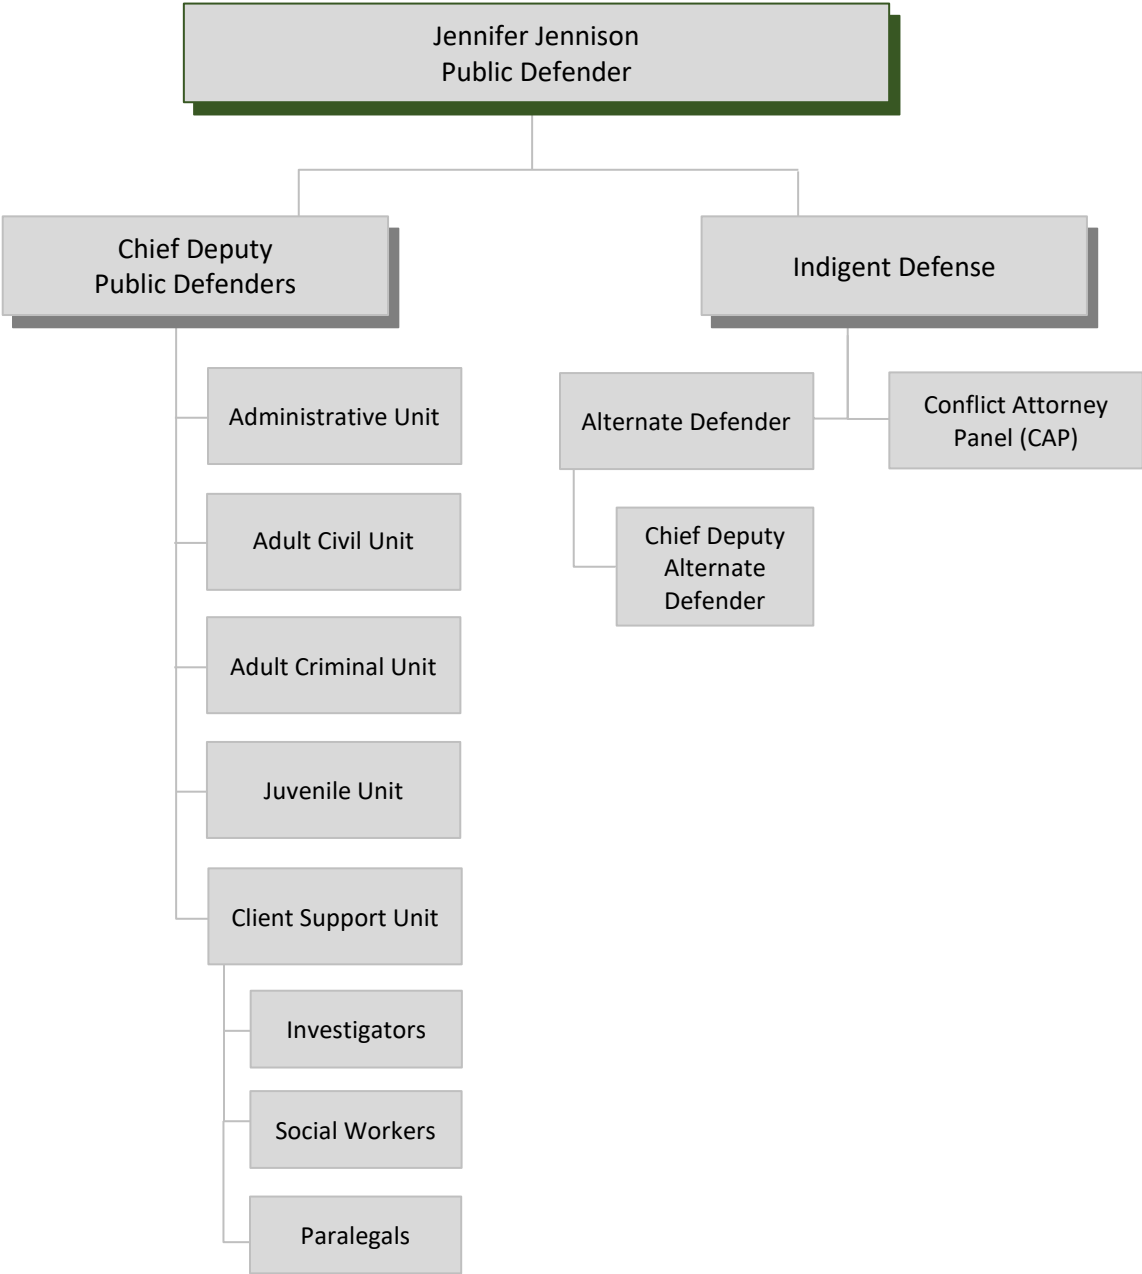 Jennifer Jennison
Public Defender
Chief Deputy
Public Defenders
Indigent Defense
Administrative Unit
Adult Civil Unit
Adult Criminal Unit
Juvenile Unit
Client Support Unit
Investigators
Social Workers
Paralegals
Alternate Defender
Chief Deputy
Alternate
Defender
Conflict Attorney
Panel (CAP)